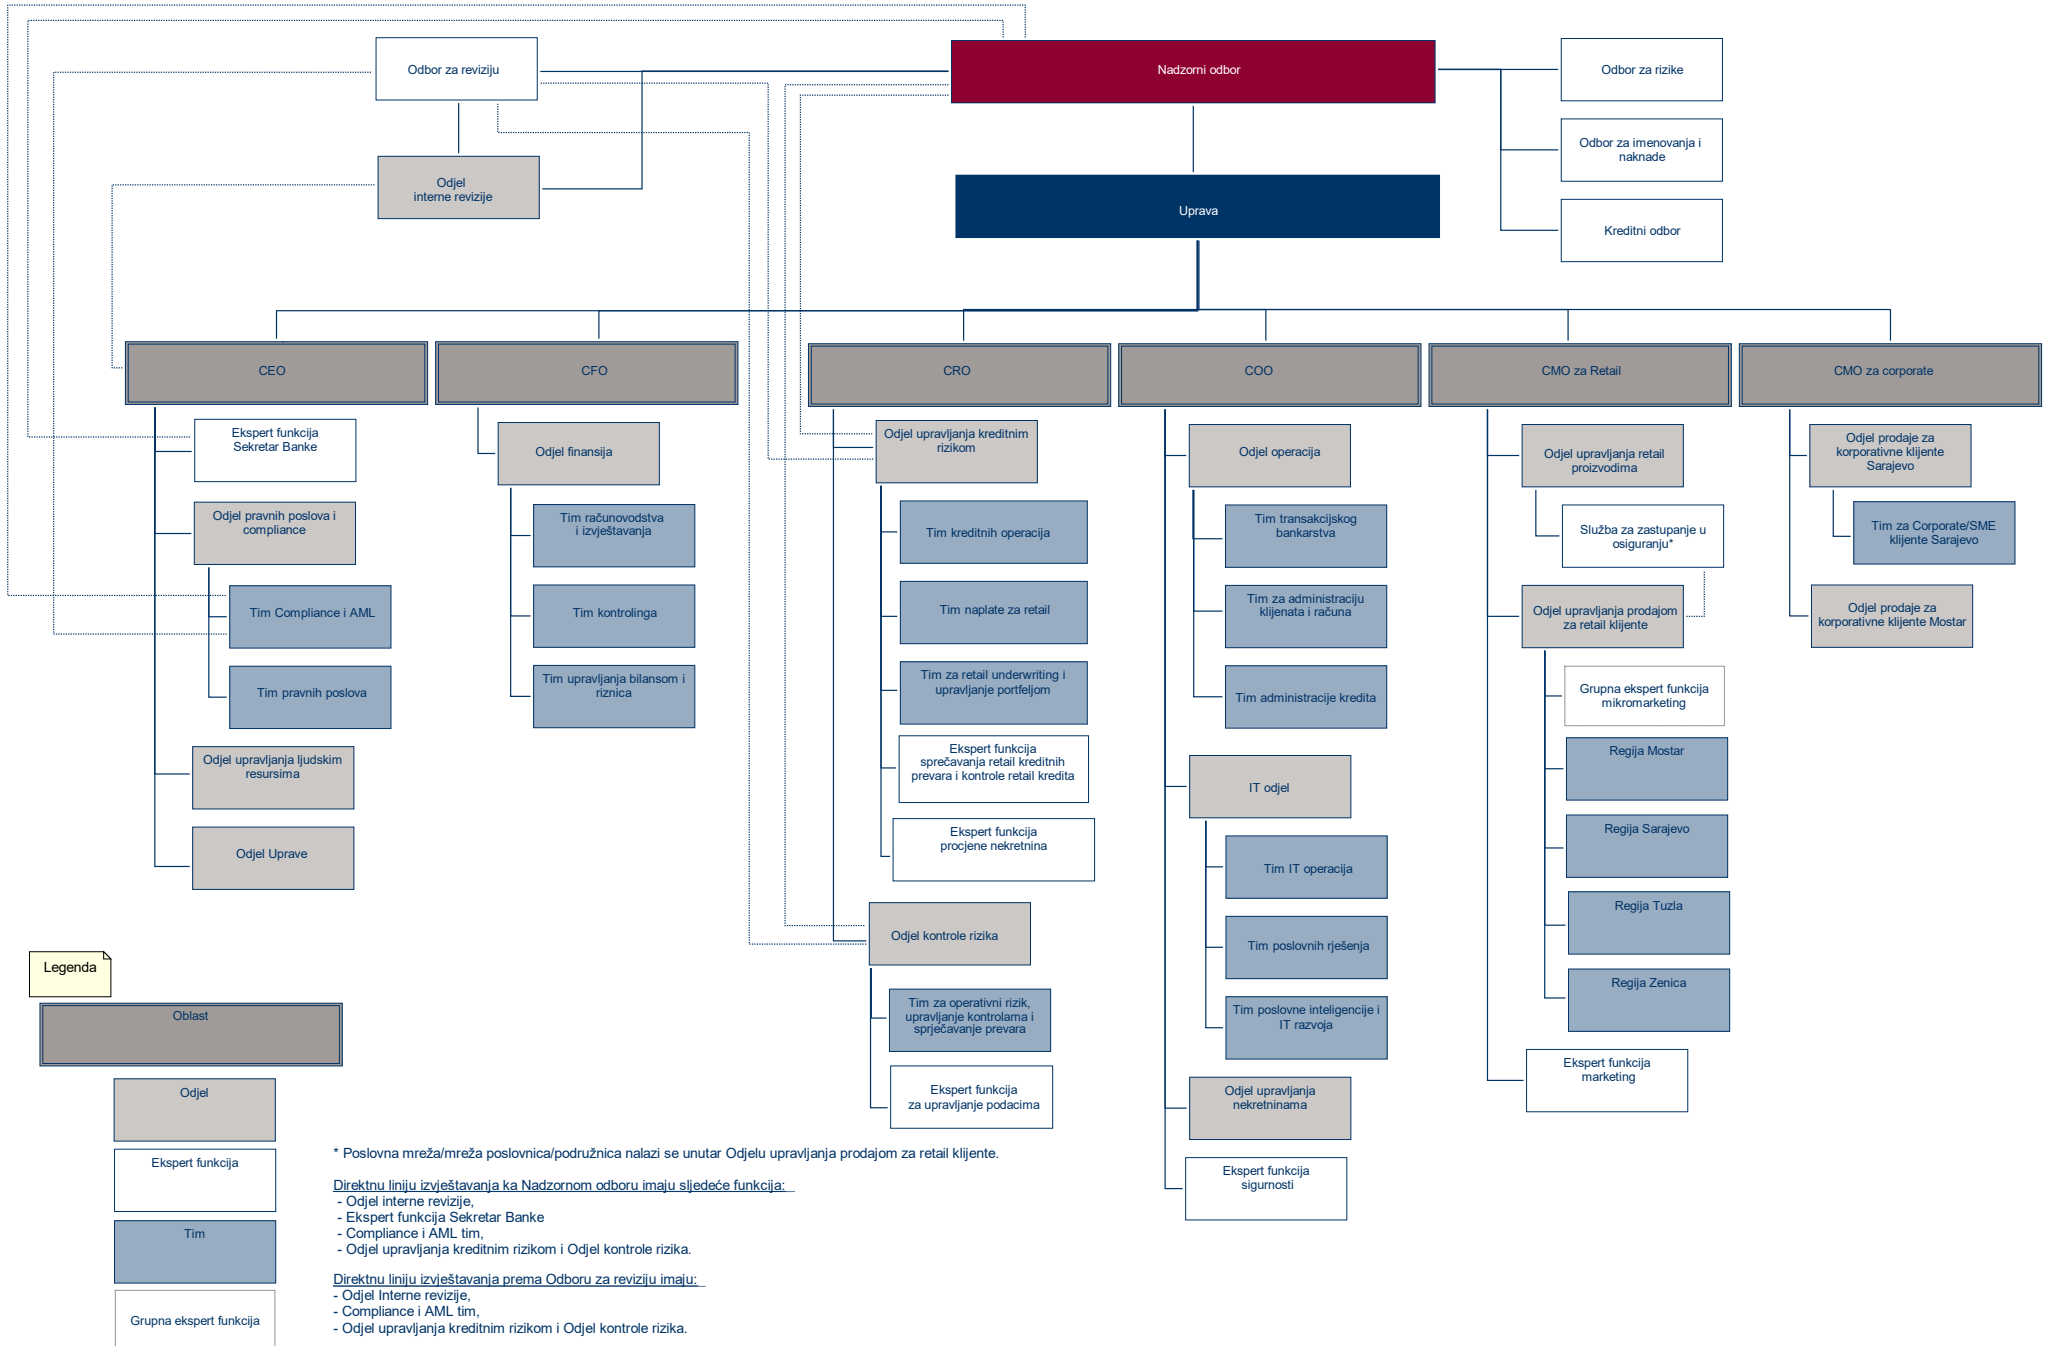 Odbor za reviziju
Nadzorni odbor
Odbor za rizike
Odbor za imenovanja i
naknade
Odjel
interne revizije
Uprava
Kreditni odbor
CEO
CFO
CRO
COO
CMO za Retail
CMO za corporate
Ekspert funkcija
Sekretar Banke
Odjel pravnih poslova i
compliance
Tim Compliance i AML
Tim pravnih poslova
Odjel upravljanja ljudskim
resursima
Odjel Uprave
Odjel finansija
Tim računovodstva
i izvještavanja
Tim kontrolinga
Tim upravljanja bilansom i
riznica
Odjel upravljanja kreditnim
rizikom
Tim kreditnih operacija
Tim naplate za retail
Tim za retail underwriting i
upravljanje portfeljom
Ekspert funkcija
sprečavanja retail kreditnih
prevara i kontrole retail kredita
Ekspert funkcija
procjene nekretnina
Odjel kontrole rizika
Tim za operativni rizik,
upravljanje kontrolama i
sprječavanje prevara
Ekspert funkcija
za upravljanje podacima
Odjel operacija
Tim transakcijskog
bankarstva
Tim za administraciju
klijenata i računa
Tim administracije kredita
IT odjel
Tim IT operacija
Tim poslovnih rješenja
Tim poslovne inteligencije i
IT razvoja
Odjel upravljanja
nekretninama
Ekspert funkcija
sigurnosti
Odjel upravljanja retail
proizvodima
Služba za zastupanje u
osiguranju*
Odjel upravljanja prodajom
za retail klijente
Grupna ekspert funkcija
mikromarketing
Regija Mostar
Regija Sarajevo
Regija Tuzla
Regija Zenica
Ekspert funkcija
marketing
Odjel prodaje za
korporativne klijente
Sarajevo
Tim za Corporate/SME
klijente Sarajevo
Odjel prodaje za
korporativne klijente Mostar
Legenda
Oblast
Odjel
Ekspert funkcija
Tim
Grupna ekspert funkcija
* Poslovna mreža/mreža poslovnica/podružnica nalazi se unutar Odjelu upravljanja prodajom za retail klijente.
Direktnu liniju izvještavanja ka Nadzornom odboru imaju sljedeće funkcija:
- Odjel interne revizije,
- Ekspert funkcija Sekretar Banke
- Compliance i AML tim,
- Odjel upravljanja kreditnim rizikom i Odjel kontrole rizika.
Direktnu liniju izvještavanja prema Odboru za reviziju imaju:
- Odjel Interne revizije,
- Compliance i AML tim,
- Odjel upravljanja kreditnim rizikom i Odjel kontrole rizika.